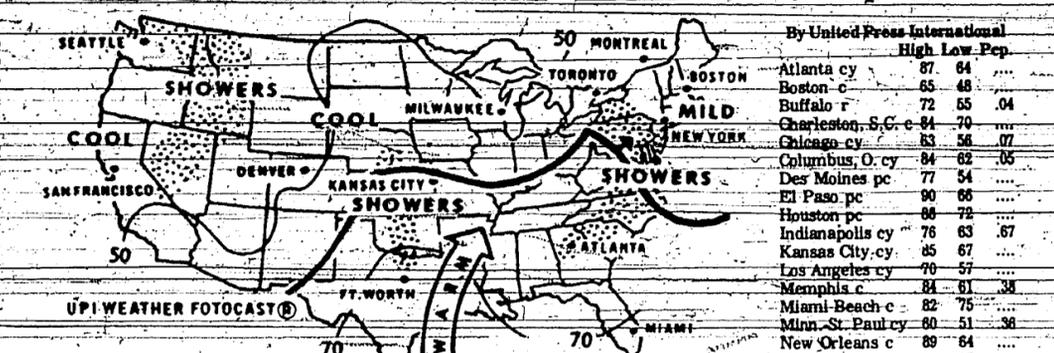 50
MONTREAL
SEATTLE
TORONTO
BOSTON
SHOWERS
MILWAUKEE
MILD
COOL
COOL
NEW YORK
DENVER
KANSAS CITY
SHOWERS
SAN FRANCISCO
SHOWERS
ATLANTA
50
WARM
FT. WORTH
UPI WEATHER FOTOCAST®
MIAMI
70
70
By United Press International
High Low Pcp.
Atlanta cy 87 64 ....
Boston c 65 48 ....
Buffalo r 72 55 .04
Charleston, S.C. c 84 70 ....
Chicago cy 63 56 .07
Columbus, O. cy 84 62 .05
Des Moines pc 77 54 ....
El Paso pc 90 66 ....
Houston pc 88 72 ....
Indianapolis cy 76 63 .67
Kansas City cy 85 67 ....
Los Angeles cy 70 57 ....
Memphis c 84 61 .38
Miami Beach c 82 75 ....
Minn.-St. Paul cy 60 51 .36
New Orleans c 89 64 ....